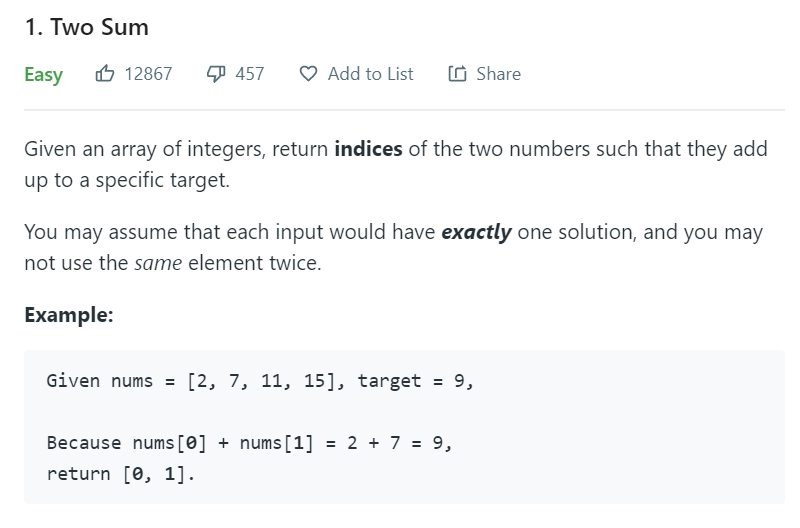 1. Two Sum
Easy 12867 457 Add to List Share
Given an array of integers, return indices of the two numbers such that they add
up to a specific target.
You may assume that each input would have exactly one solution, and you may
not use the same element twice.
Example:
Given nums = [2, 7, 11, 15], target = 9,
Because nums[0] + nums[1] = 2 + 7 = 9,
return [0, 1].